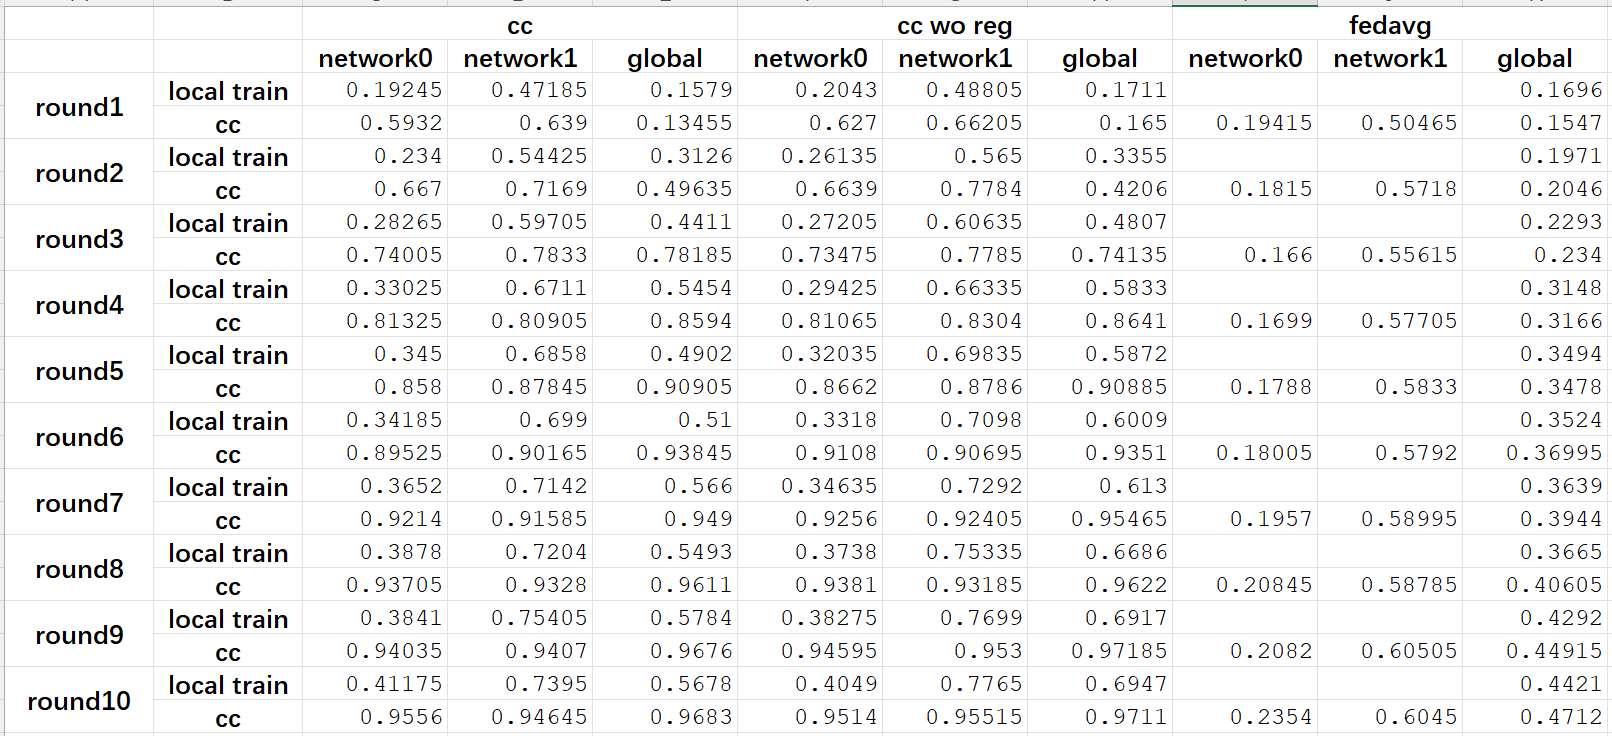 cc cc wo reg fedavg
network0 network1 global network0 network1 global network0 network1 global
round1 local train 0.19245 0.47185 0.1579 0.2043 0.48805 0.1711 0.1696
cc 0.5932 0.639 0.13455 0.627 0.66205 0.165 0.19415 0.50465 0.1547
round2 local train 0.234 0.54425 0.3126 0.26135 0.565 0.3355 0.1971
cc 0.667 0.7169 0.49635 0.6639 0.7784 0.4206 0.1815 0.5718 0.2046
round3 local train 0.28265 0.59705 0.4411 0.27205 0.60635 0.4807 0.2293
cc 0.74005 0.7833 0.78185 0.73475 0.7785 0.74135 0.166 0.55615 0.234
round4 local train 0.33025 0.6711 0.5454 0.29425 0.66335 0.5833 0.3148
cc 0.81325 0.80905 0.8594 0.81065 0.8304 0.8641 0.1699 0.57705 0.3166
round5 local train 0.345 0.6858 0.4902 0.32035 0.69835 0.5872 0.3494
cc 0.858 0.87845 0.90905 0.8662 0.8786 0.90885 0.1788 0.5833 0.3478
round6 local train 0.34185 0.699 0.51 0.3318 0.7098 0.6009 0.3524
cc 0.89525 0.90165 0.93845 0.9108 0.90695 0.9351 0.18005 0.5792 0.36995
round7 local train 0.3652 0.7142 0.566 0.34635 0.7292 0.613 0.3639
cc 0.9214 0.91585 0.949 0.9256 0.92405 0.95465 0.1957 0.58995 0.3944
round8 local train 0.3878 0.7204 0.5493 0.3738 0.75335 0.6686 0.3665
cc 0.93705 0.9328 0.9611 0.9381 0.93185 0.9622 0.20845 0.58785 0.40605
round9 local train 0.3841 0.75405 0.5784 0.38275 0.7699 0.6917 0.4292
cc 0.94035 0.9407 0.9676 0.94595 0.953 0.97185 0.2082 0.60505 0.44915
round10 local train 0.41175 0.7395 0.5678 0.4049 0.7765 0.6947 0.4421
cc 0.9556 0.94645 0.9683 0.9514 0.95515 0.9711 0.2354 0.6045 0.4712